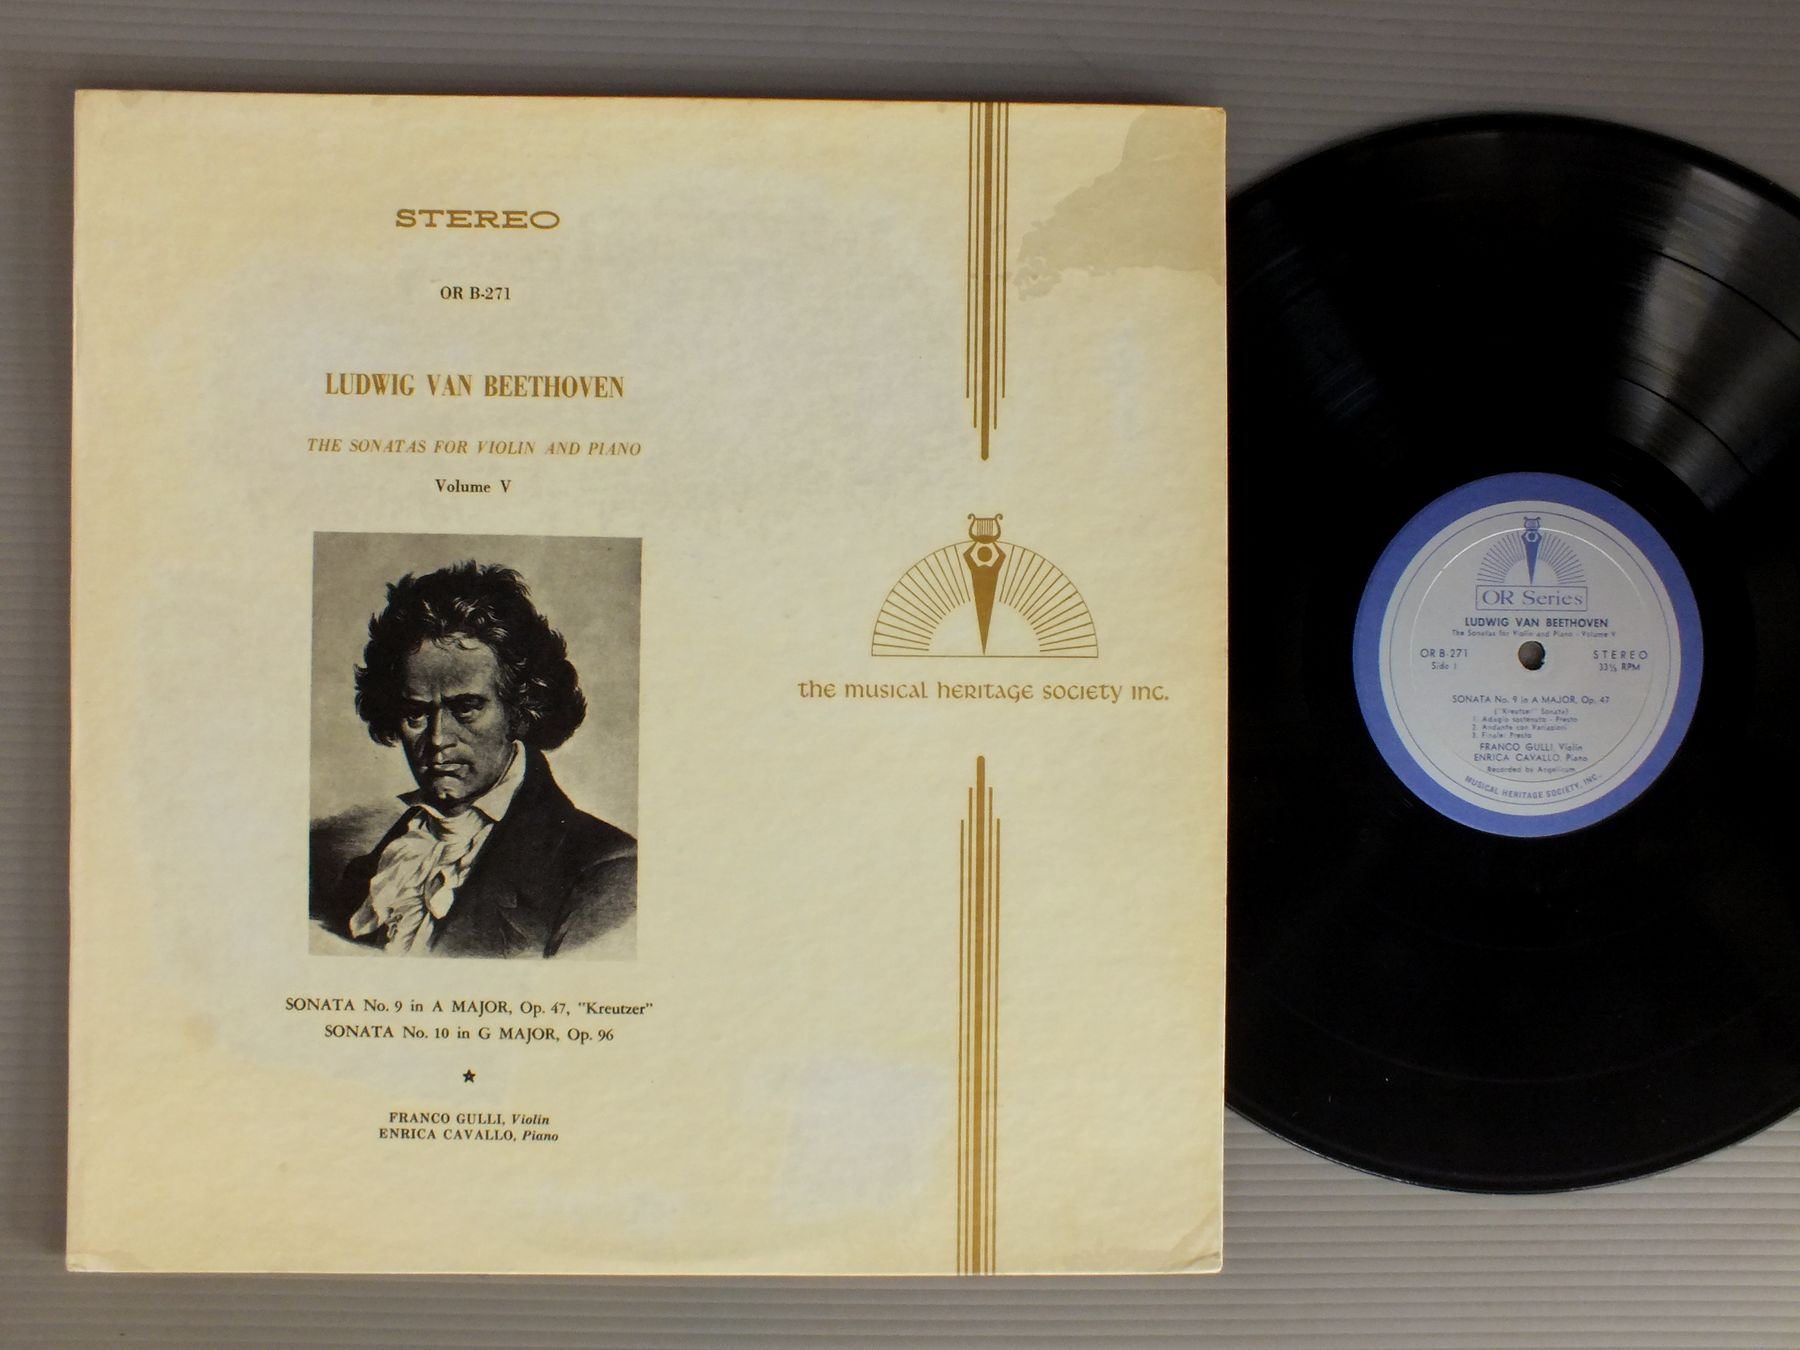 STEREO
OR B-271
LUDWIG VAN BEETHOVEN
THE SONATAS FOR VIOLIN AND PIANO
Volume V
the musical heritage society inc.
SONATA No. 9 in A MAJOR, Op. 47, "Kreutzer"
SONATA No. 10 in G MAJOR, Op. 96
FRANCO GULLI, Violin
ENRICA CAVALLO, Piano
OR Series
LUDWIG VAN BEETHOVEN
The Sonatas for Violin and Piano - Volume V
OR B-271
STEREO
Side 1
33⅓ RPM
SONATA No. 9 in A MAJOR, Op. 47
("Kreutzer" Sonata)
1. Adagio sostenuto - Presto
2. Andante con Variazioni
3. Finale: Presto
FRANCO GULLI, Violin
ENRICA CAVALLO, Piano
Recorded by Angelicum
MUSICAL HERITAGE SOCIETY, INC.